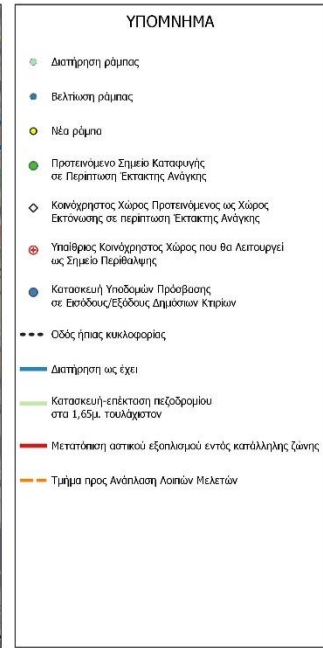 ΥΠΟΜΝΗΜΑ
Διατήρηση ράμπας
Βελτίωση ράμπας
Νέα ράμπα
Προτεινόμενο Σημείο Καταφυγής
σε Περίπτωση Έκτακτης Ανάγκης
Κοινόχρηστος Χώρος Προτεινόμενος ως Χώρος
Εκτόνωσης σε περίπτωση Έκτακτης Ανάγκης
Υπαίθριος Κοινόχρηστος Χώρος που θα Λειτουργεί
ως Σημείο Περίθαλψης
Κατασκευή Υποδομών Πρόσβασης
σε Εισόδους/Εξόδους Δημόσιων Κτιρίων
Οδός ήπιας κυκλοφορίας
Διατήρηση ως έχει
Κατασκευή-επέκταση πεζοδρομίου
στα 1,65μ. τουλάχιστον
Μετατόπιση αστικού εξοπλισμού εντός κατάλληλης ζώνης
Τμήμα προς Ανάπλαση Λοιπών Μελετών